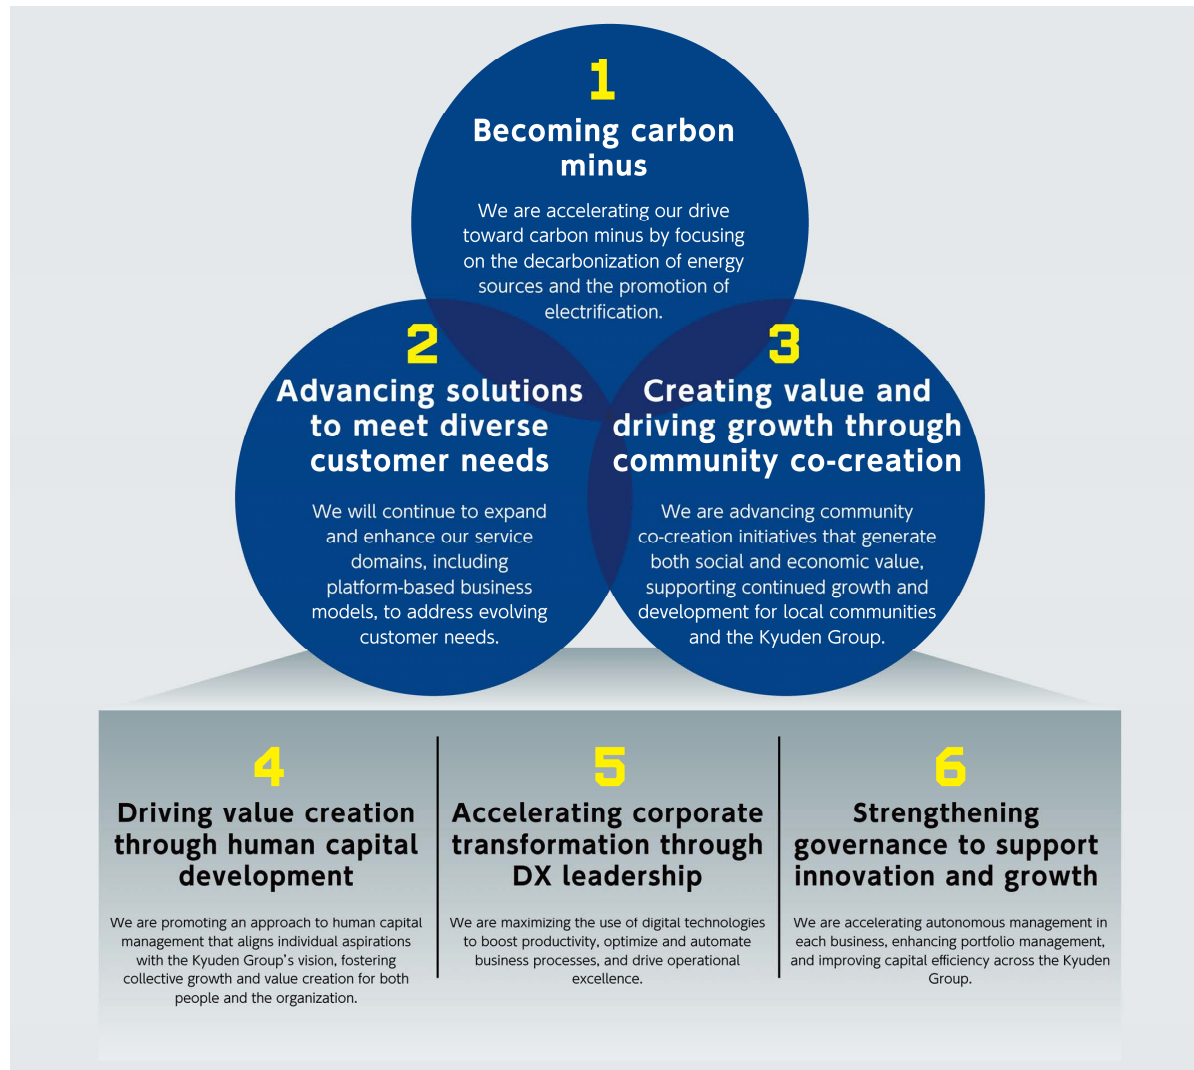 1
Becoming carbon
minus
We are accelerating our drive
toward carbon minus by focusing
on the decarbonization of energy
sources and the promotion of
electrification.
2
Advancing solutions
to meet diverse
customer needs
We will continue to expand
and enhance our service
domains, including
platform-based business
models, to address evolving
customer needs.
3
Creating value and
driving growth through
community co-creation
We are advancing community
co-creation initiatives that generate
both social and economic value,
supporting continued growth and
development for local communities
and the Kyuden Group.
4
Driving value creation
through human capital
development
We are promoting an approach to human capital
management that aligns individual aspirations
with the Kyuden Group's vision, fostering
collective growth and value creation for both
people and the organization.
5
Accelerating corporate
transformation through
DX leadership
We are maximizing the use of digital technologies
to boost productivity, optimize and automate
business processes, and drive operational
excellence.
6
Strengthening
governance to support
innovation and growth
We are accelerating autonomous management in
each business, enhancing portfolio management,
and improving capital efficiency across the Kyuden
Group.